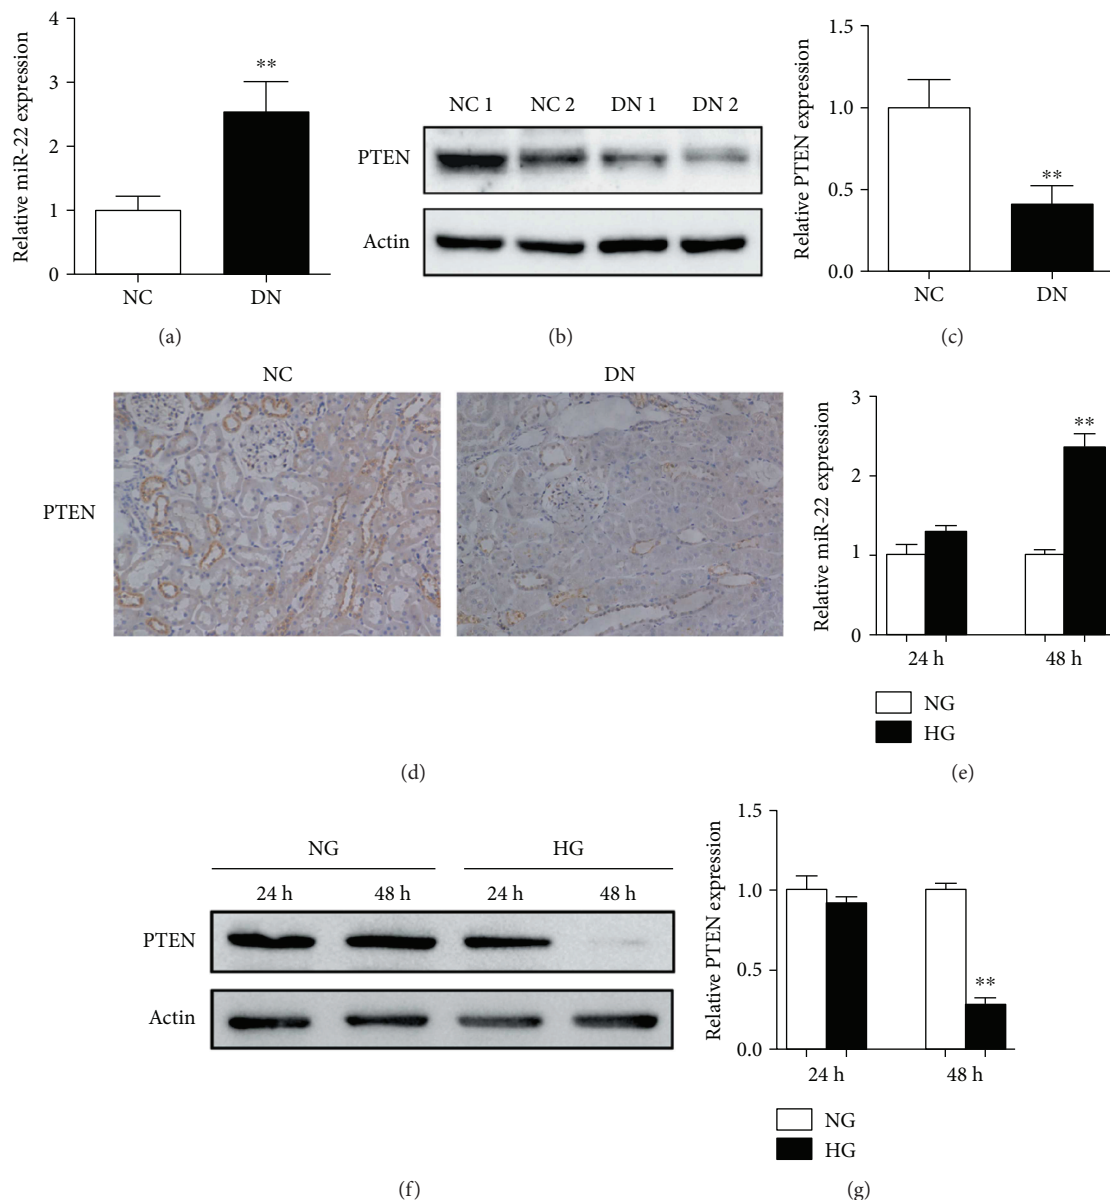 4
3
2
1
0
Relative miR-22 expression
**
NC
DN
(a)
NC 1 NC 2 DN 1 DN 2
PTEN
Actin
(b)
1.5
1.0
0.5
0.0
Relative PTEN expression
**
NC
DN
(c)
NC
DN
PTEN
(d)
3
2
1
0
Relative miR-22 expression
**
24 h
48 h
NG
HG
(e)
NG
HG
24 h 48 h 24 h 48 h
PTEN
Actin
(f)
1.5
1.0
0.5
0.0
Relative PTEN expression
**
24 h
48 h
NG
HG
(g)